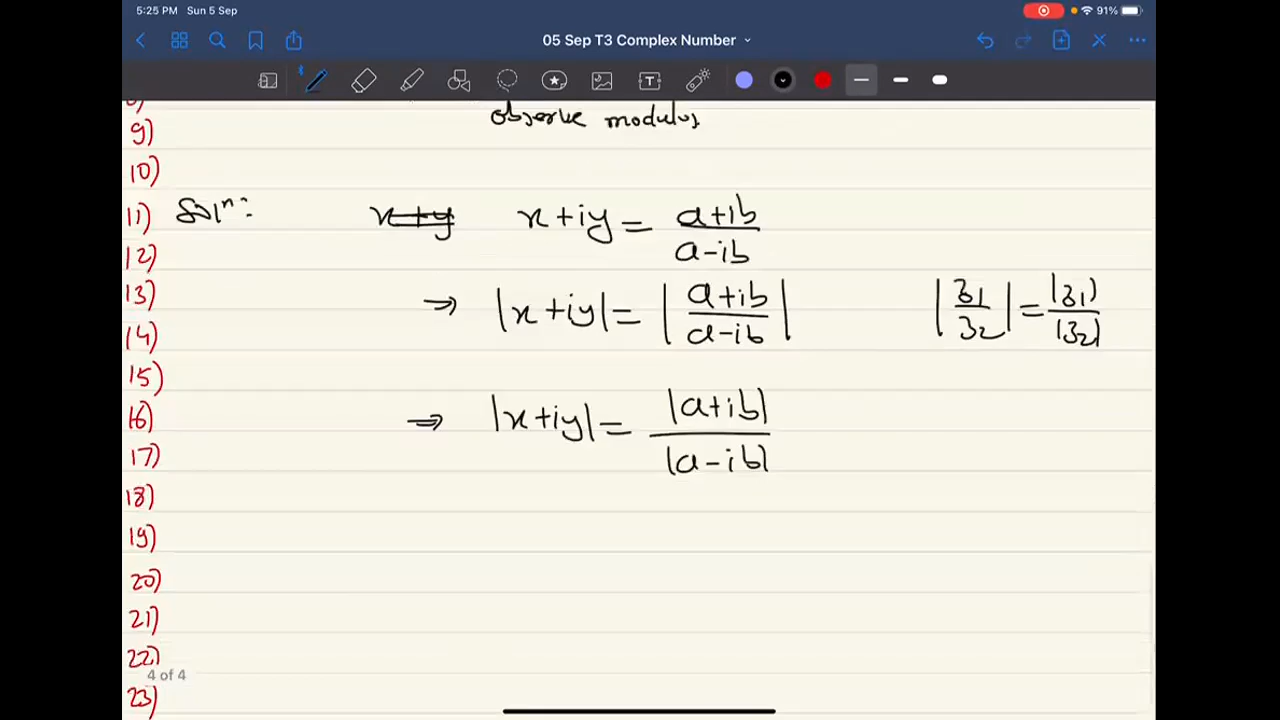 5:25 PM Sun 5 Sep
91%
05 Sep T3 Complex Number
observe modulus
9)
10)
11) Solⁿ: x+y x+iy = a+ib / a-ib
12)
13) ⇒ |x+iy| = | a+ib / a-ib | | z1 / z2 | = |z1| / |z2|
14)
15)
16) ⇒ |x+iy| = |a+ib| / |a-ib|
17)
18)
19)
20)
21)
22)
4 of 4
23)